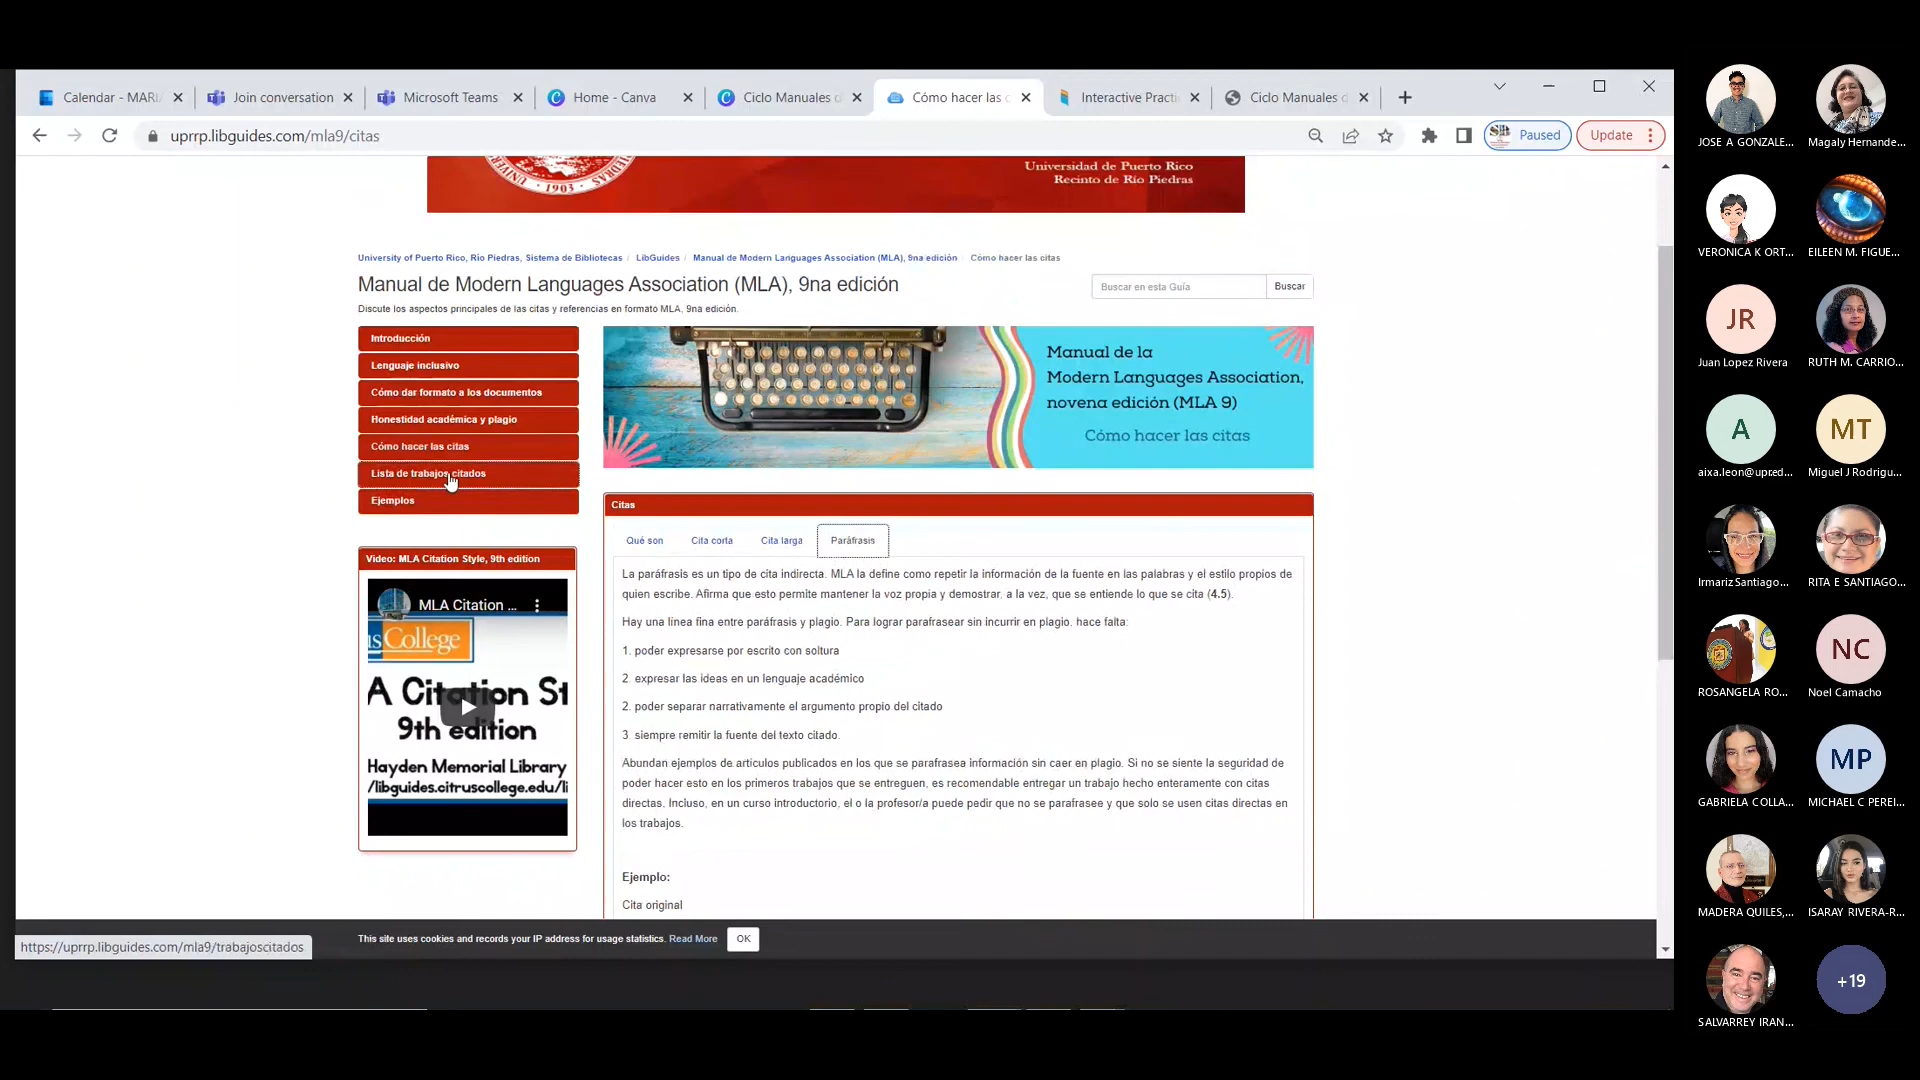 Calendar - MARI
Join conversation
Microsoft Teams
Home - Canva
Ciclo Manuales d
Cómo hacer las c
Interactive Practi
Ciclo Manuales d
uprrp.libguides.com/mla9/citas
Paused
Update
1903
Universidad de Puerto Rico
Recinto de Río Piedras
University of Puerto Rico, Río Piedras, Sistema de Bibliotecas / LibGuides / Manual de Modern Languages Association (MLA), 9na edición / Cómo hacer las citas
Manual de Modern Languages Association (MLA), 9na edición
Buscar en esta Guía
Buscar
Discute los aspectos principales de las citas y referencias en formato MLA, 9na edición.
Introducción
Lenguaje inclusivo
Cómo dar formato a los documentos
Honestidad académica y plagio
Cómo hacer las citas
Lista de trabajos citados
Ejemplos
Manual de la
Modern Languages Association,
novena edición (MLA 9)
Cómo hacer las citas
Video: MLA Citation Style, 9th edition
MLA Citation ...
us College
A Citation St
9th edition
Hayden Memorial Library
/libguides.citruscollege.edu/li
Citas
Qué son
Cita corta
Cita larga
Paráfrasis
La paráfrasis es un tipo de cita indirecta. MLA la define como repetir la información de la fuente en las palabras y el estilo propios de
quien escribe. Afirma que esto permite mantener la voz propia y demostrar, a la vez, que se entiende lo que se cita (4.5).
Hay una línea fina entre paráfrasis y plagio. Para lograr parafrasear sin incurrir en plagio, hace falta:
1. poder expresarse por escrito con soltura
2. expresar las ideas en un lenguaje académico
2. poder separar narrativamente el argumento propio del citado
3. siempre remitir la fuente del texto citado.
Abundan ejemplos de artículos publicados en los que se parafrasea información sin caer en plagio. Si no se siente la seguridad de
poder hacer esto en los primeros trabajos que se entreguen, es recomendable entregar un trabajo hecho enteramente con citas
directas. Incluso, en un curso introductorio, el o la profesor/a puede pedir que no se parafrasee y que solo se usen citas directas en
los trabajos.
Ejemplo:
Cita original
This site uses cookies and records your IP address for usage statistics. Read More
OK
https://uprrp.libguides.com/mla9/trabajoscitados
JOSE A GONZALE...
Magaly Hernande...
VERONICA K ORT...
EILEEN M. FIGUE...
JR
Juan Lopez Rivera
RUTH M. CARRIO...
A
aixa.leon@upr.ed...
MT
Miguel J Rodrigu...
Irmariz Santiago...
RITA E SANTIAGO...
ROSANGELA RO...
NC
Noel Camacho
GABRIELA COLLA...
MP
MICHAEL C PEREI...
MADERA QUILES,...
ISARAY RIVERA-R...
SALVARREY IRAN...
+19